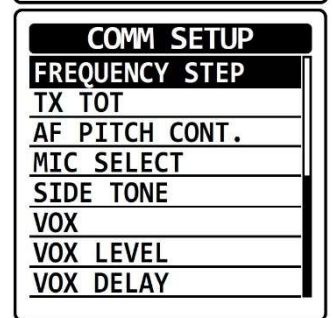 COMM SETUP
FREQUENCY STEP
TX TOT
AF PITCH CONT.
MIC SELECT
SIDE TONE
VOX
VOX LEVEL
VOX DELAY